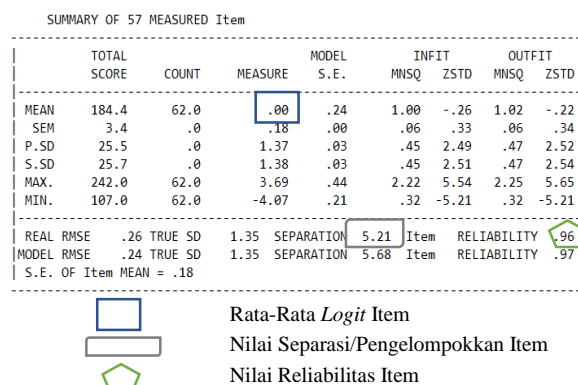 SUMMARY OF 57 MEASURED Item
TOTAL MODEL INFIT OUTFIT
SCORE COUNT MEASURE S.E. MNSQ ZSTD MNSQ ZSTD
MEAN 184.4 62.0 .00 .24 1.00 -.26 1.02 -.22
SEM 3.4 .0 .18 .00 .06 .33 .06 .34
P.SD 25.5 .0 1.37 .03 .45 2.49 .47 2.52
S.SD 25.7 .0 1.38 .03 .45 2.51 .47 2.54
MAX. 242.0 62.0 3.69 .44 2.22 5.54 2.25 5.65
MIN. 107.0 62.0 -4.07 .21 .32 -5.21 .32 -5.21
REAL RMSE .26 TRUE SD 1.35 SEPARATION 5.21 Item RELIABILITY .96
MODEL RMSE .24 TRUE SD 1.35 SEPARATION 5.68 Item RELIABILITY .97
S.E. OF Item MEAN = .18
Rata-Rata Logit Item
Nilai Separasi/Pengelompokkan Item
Nilai Reliabilitas Item